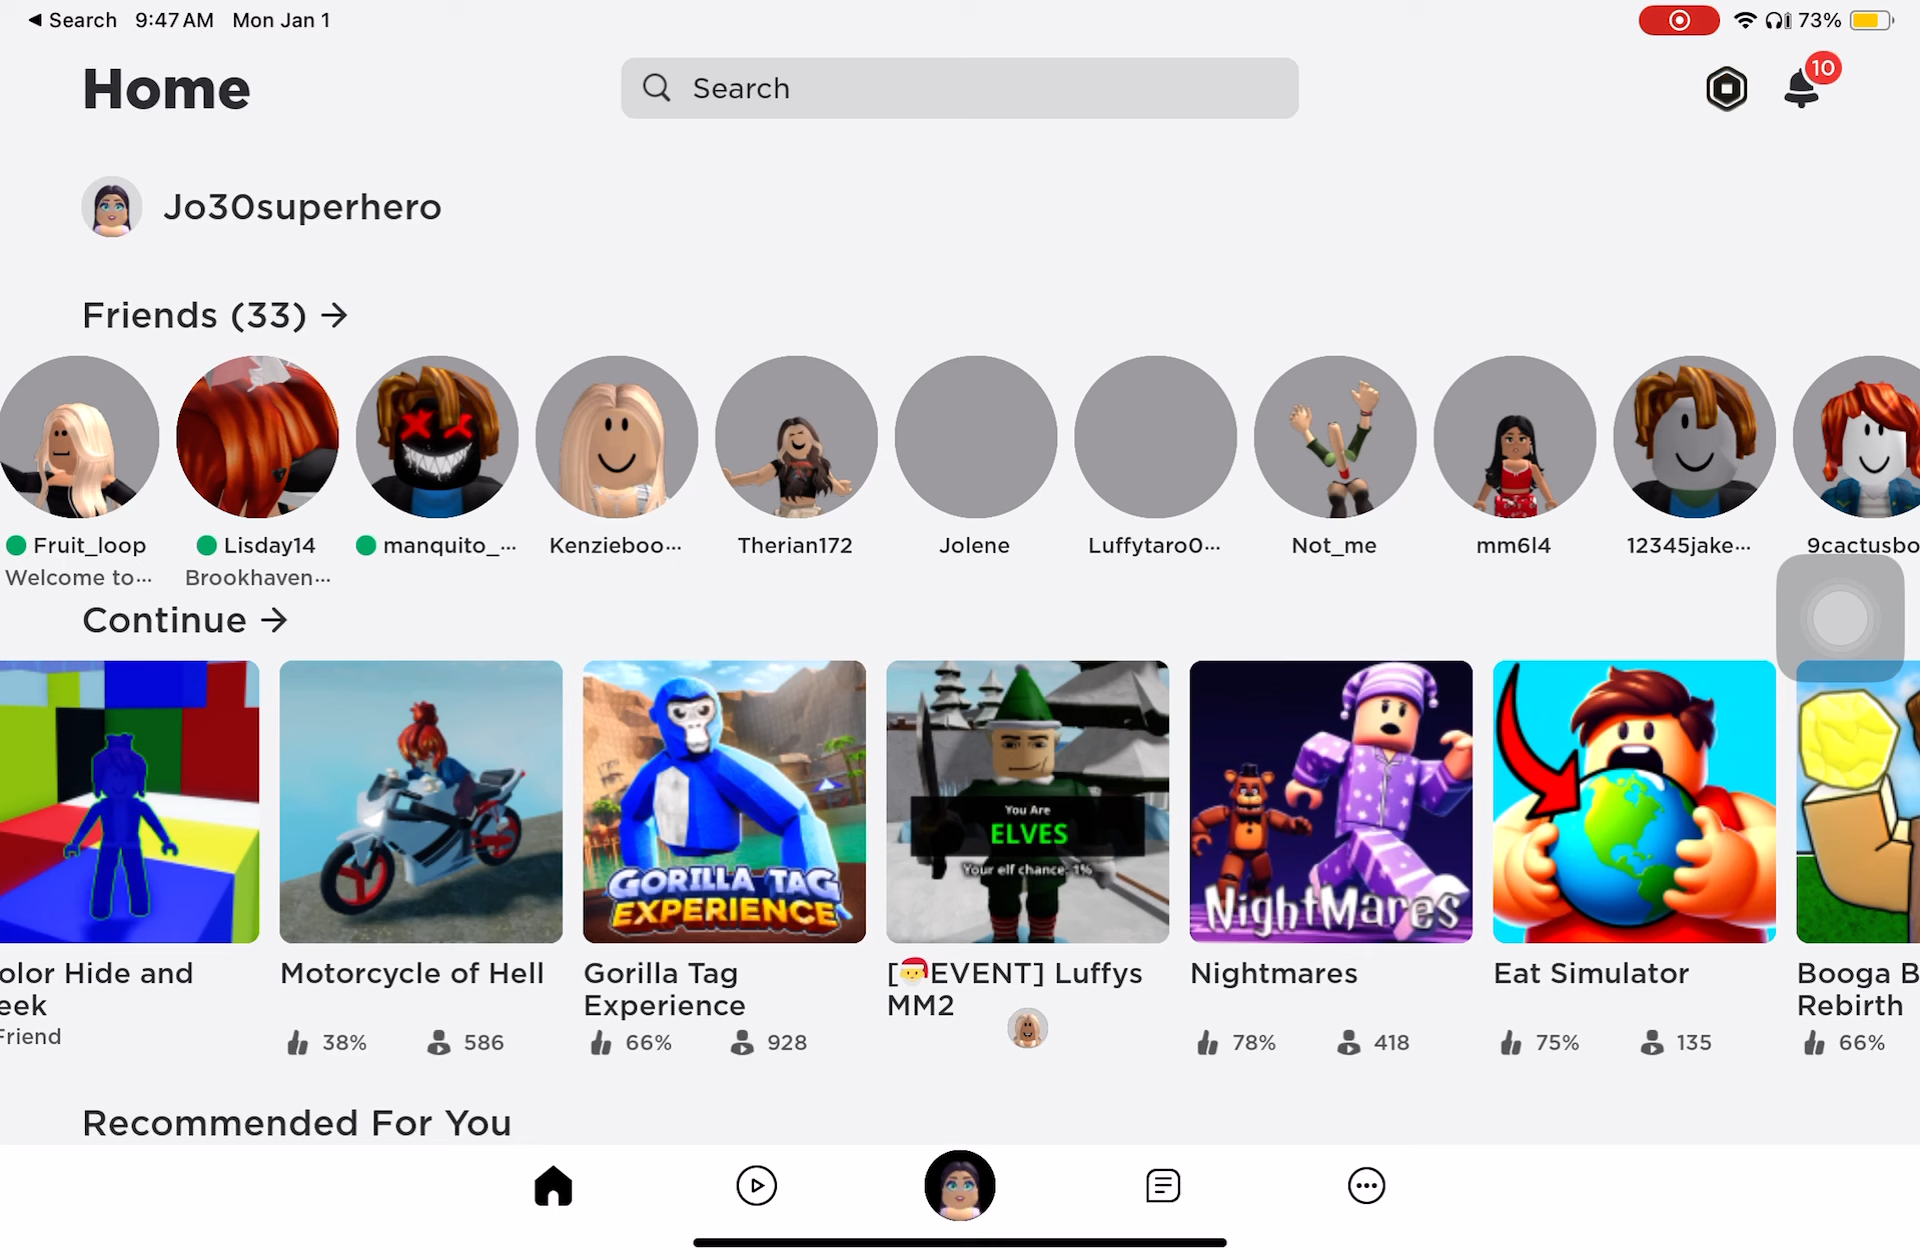 Search 9:47 AM Mon Jan 1
73%
Home
Search
10
Jo30superhero
Friends (33)
Fruit_loop
Lisday14
manquito_...
Kenzieboo...
Therian172
Jolene
Luffytaro0...
Not_me
mm6l4
12345jake...
9cactusbo
Welcome to...
Brookhaven...
Continue
You Are
ELVES
Your elf chance: 1%
GORILLA TAG
EXPERIENCE
NightMares
olor Hide and
eek
Friend
Motorcycle of Hell
38% 586
Gorilla Tag
Experience
66% 928
[🎅EVENT] Luffys
MM2
Nightmares
78% 418
Eat Simulator
75% 135
Booga B
Rebirth
66%
Recommended For You